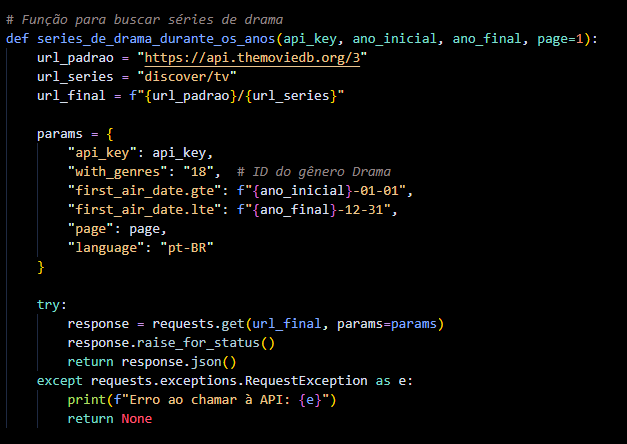 # Função para buscar séries de drama
def series_de_drama_durante_os_anos(api_key, ano_inicial, ano_final, page=1):
    url_padrao = "https://api.themoviedb.org/3"
    url_series = "discover/tv"
    url_final = f"{url_padrao}/{url_series}"
    params = {
        "api_key": api_key,
        "with_genres": "18",  # ID do gênero Drama
        "first_air_date.gte": f"{ano_inicial}-01-01",
        "first_air_date.lte": f"{ano_final}-12-31",
        "page": page,
        "language": "pt-BR"
    }
    try:
        response = requests.get(url_final, params=params)
        response.raise_for_status()
        return response.json()
    except requests.exceptions.RequestException as e:
        print(f"Erro ao chamar à API: {e}")
        return None